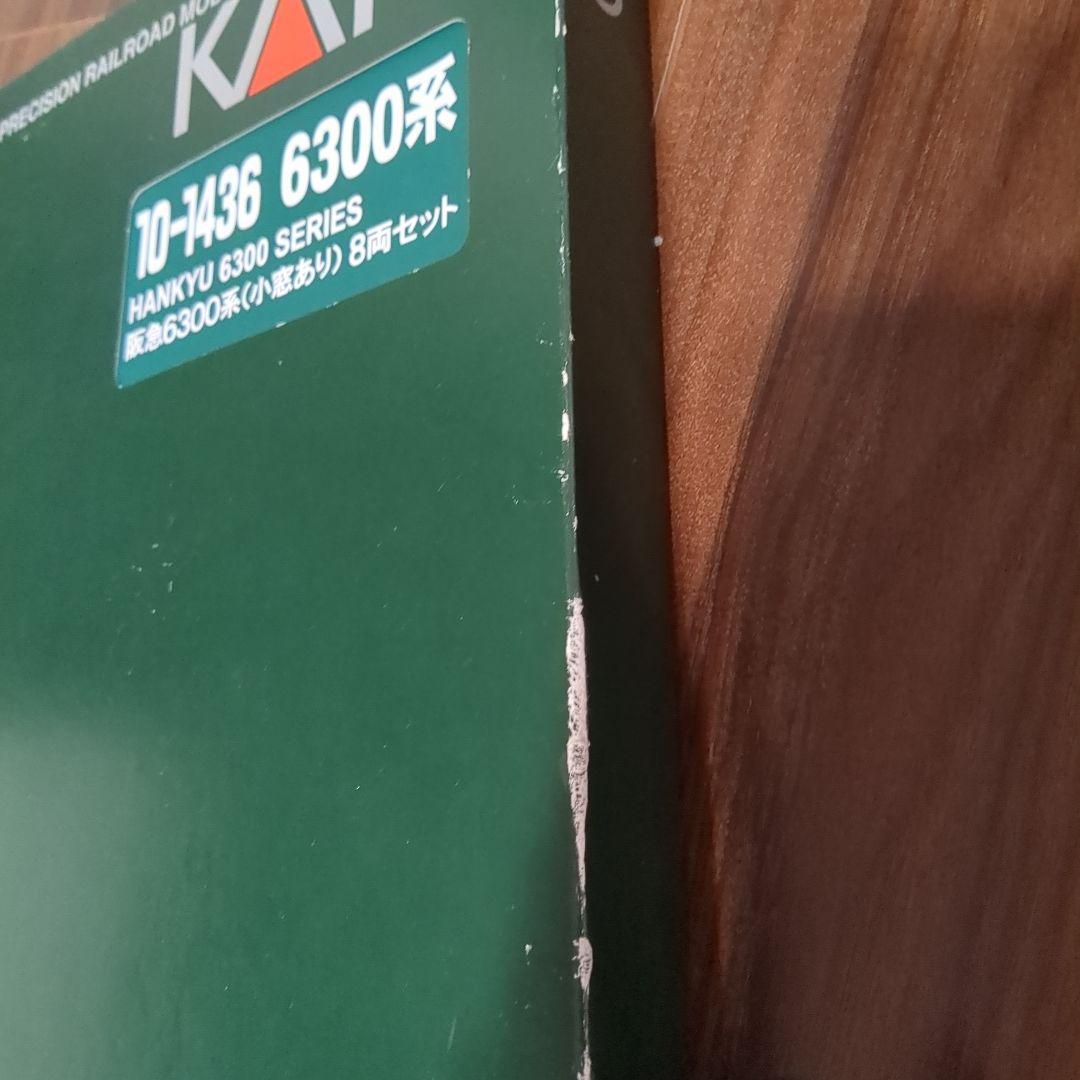 PRECISION RAILROAD
KATO
10-1436 6300系
HANKYU 6300 SERIES
阪急6300系(小窓あり) 8両セット